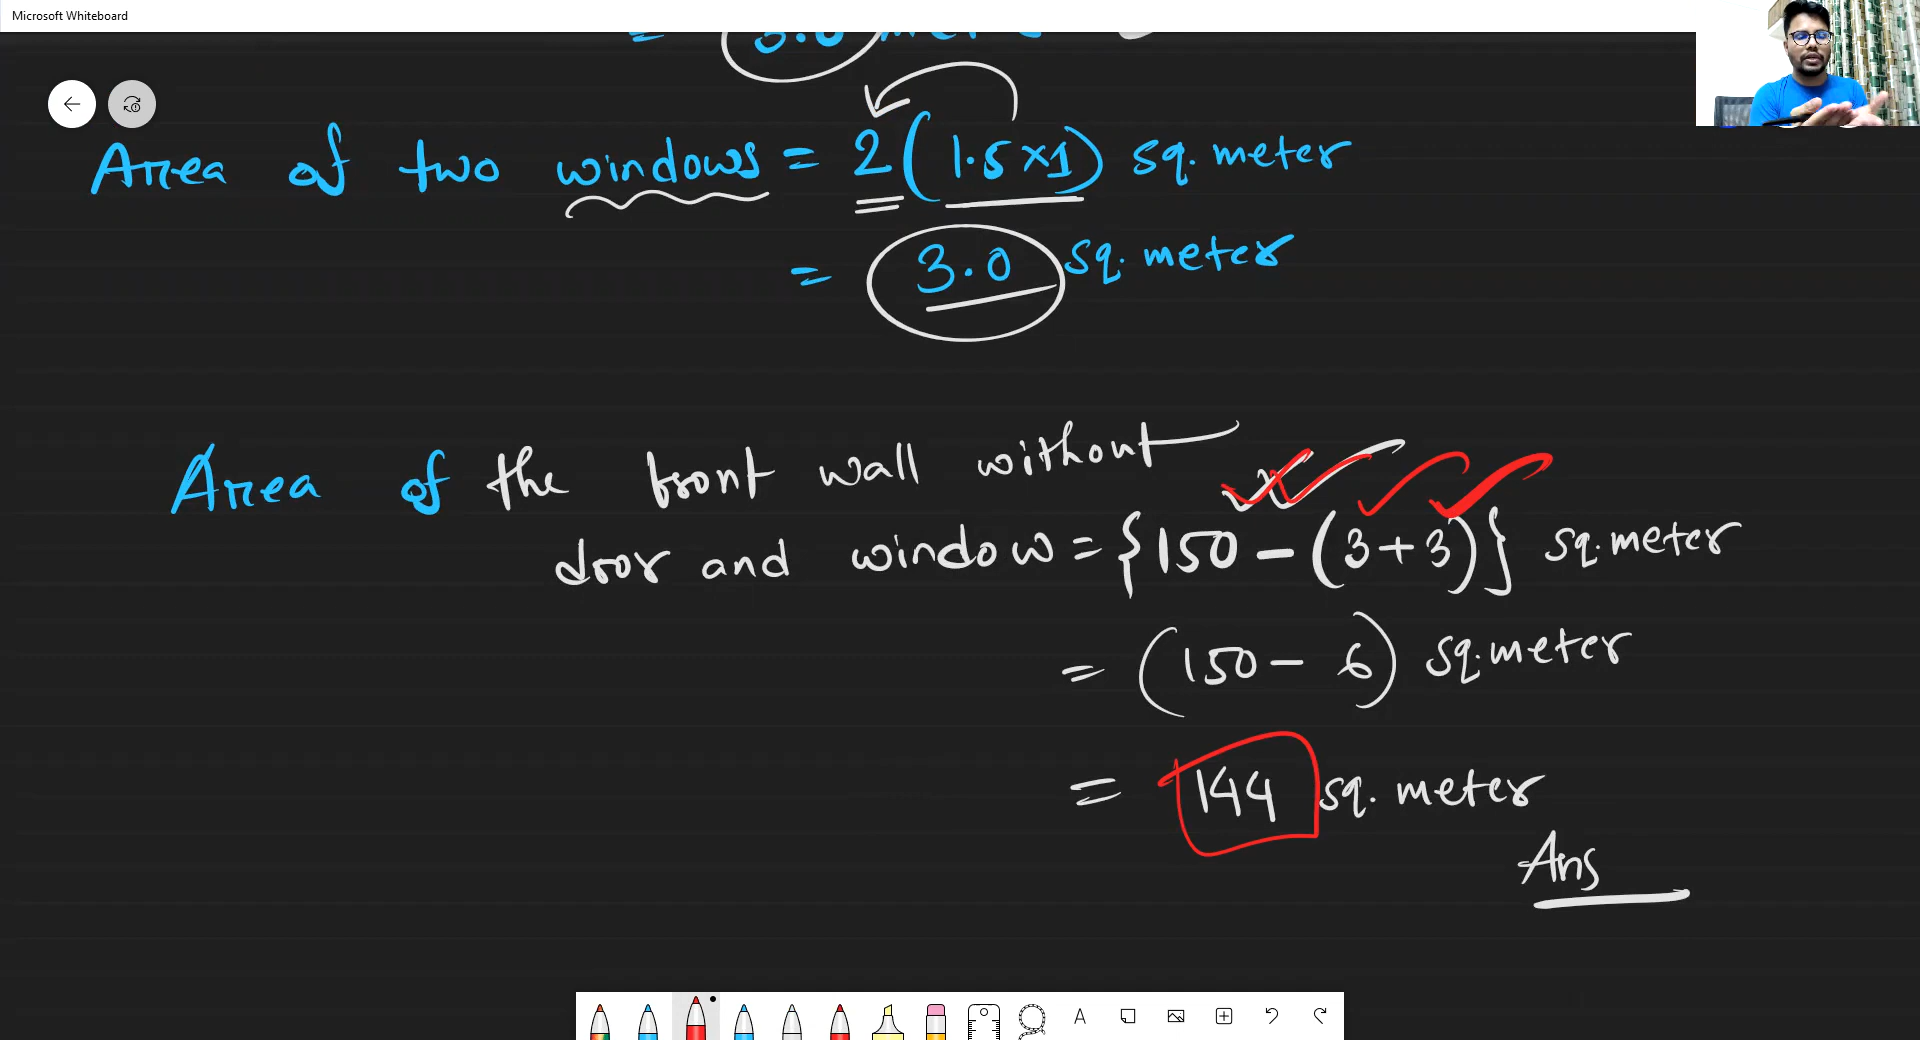 Microsoft Whiteboard
= 3.0
Area of two windows = 2 (1.5 × 1) sq. meter
= 3.0 sq. meter
Area of the front wall without
door and window = {150 - (3 + 3)} sq. meter
= (150 - 6) sq. meter
= 144 sq. meter
Ans
A